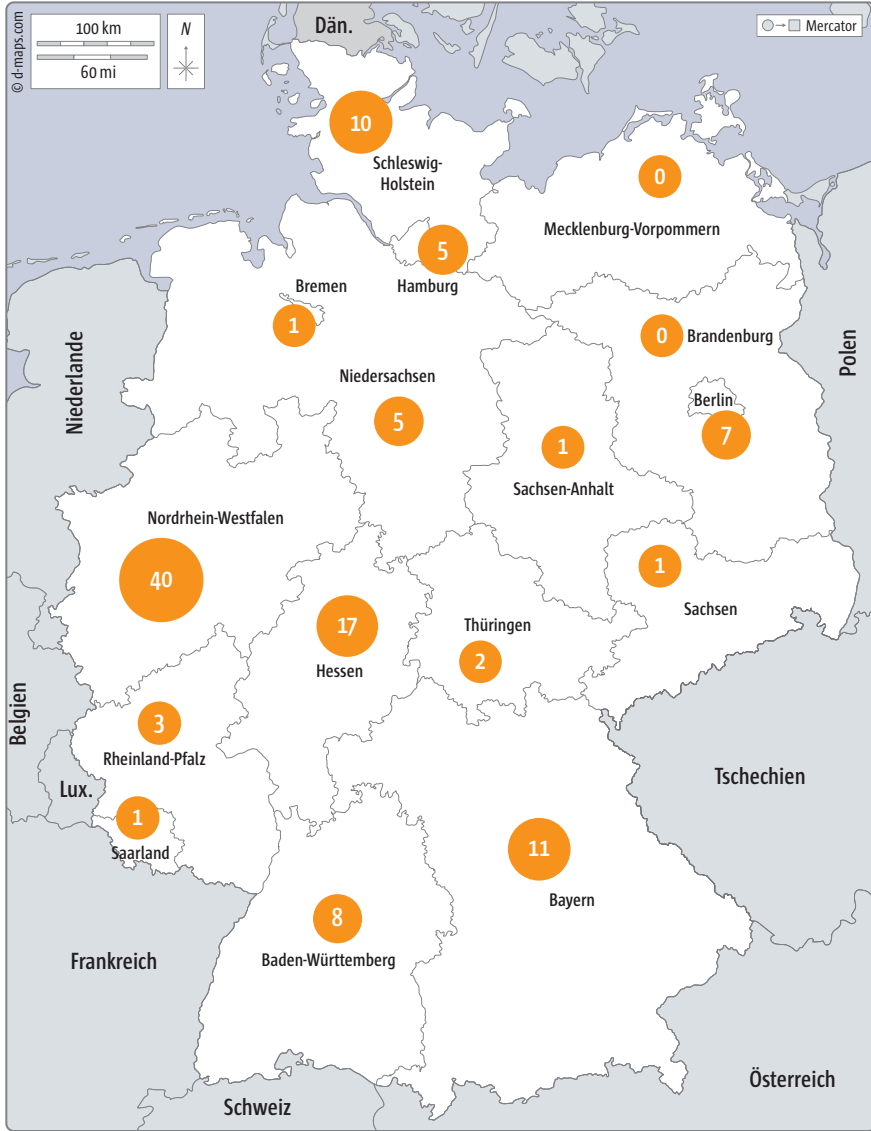 © d-maps.com
100 km
60 mi
N
Dän.
Mercator
10
Schleswig-
Holstein
0
Mecklenburg-Vorpommern
5
Hamburg
Bremen
1
0
Brandenburg
Niederlande
Polen
Niedersachsen
5
Berlin
7
1
Sachsen-Anhalt
Nordrhein-Westfalen
40
1
Sachsen
17
Hessen
Thüringen
2
Belgien
3
Rheinland-Pfalz
Lux.
Tschechien
1
Saarland
11
Bayern
8
Baden-Württemberg
Frankreich
Österreich
Schweiz